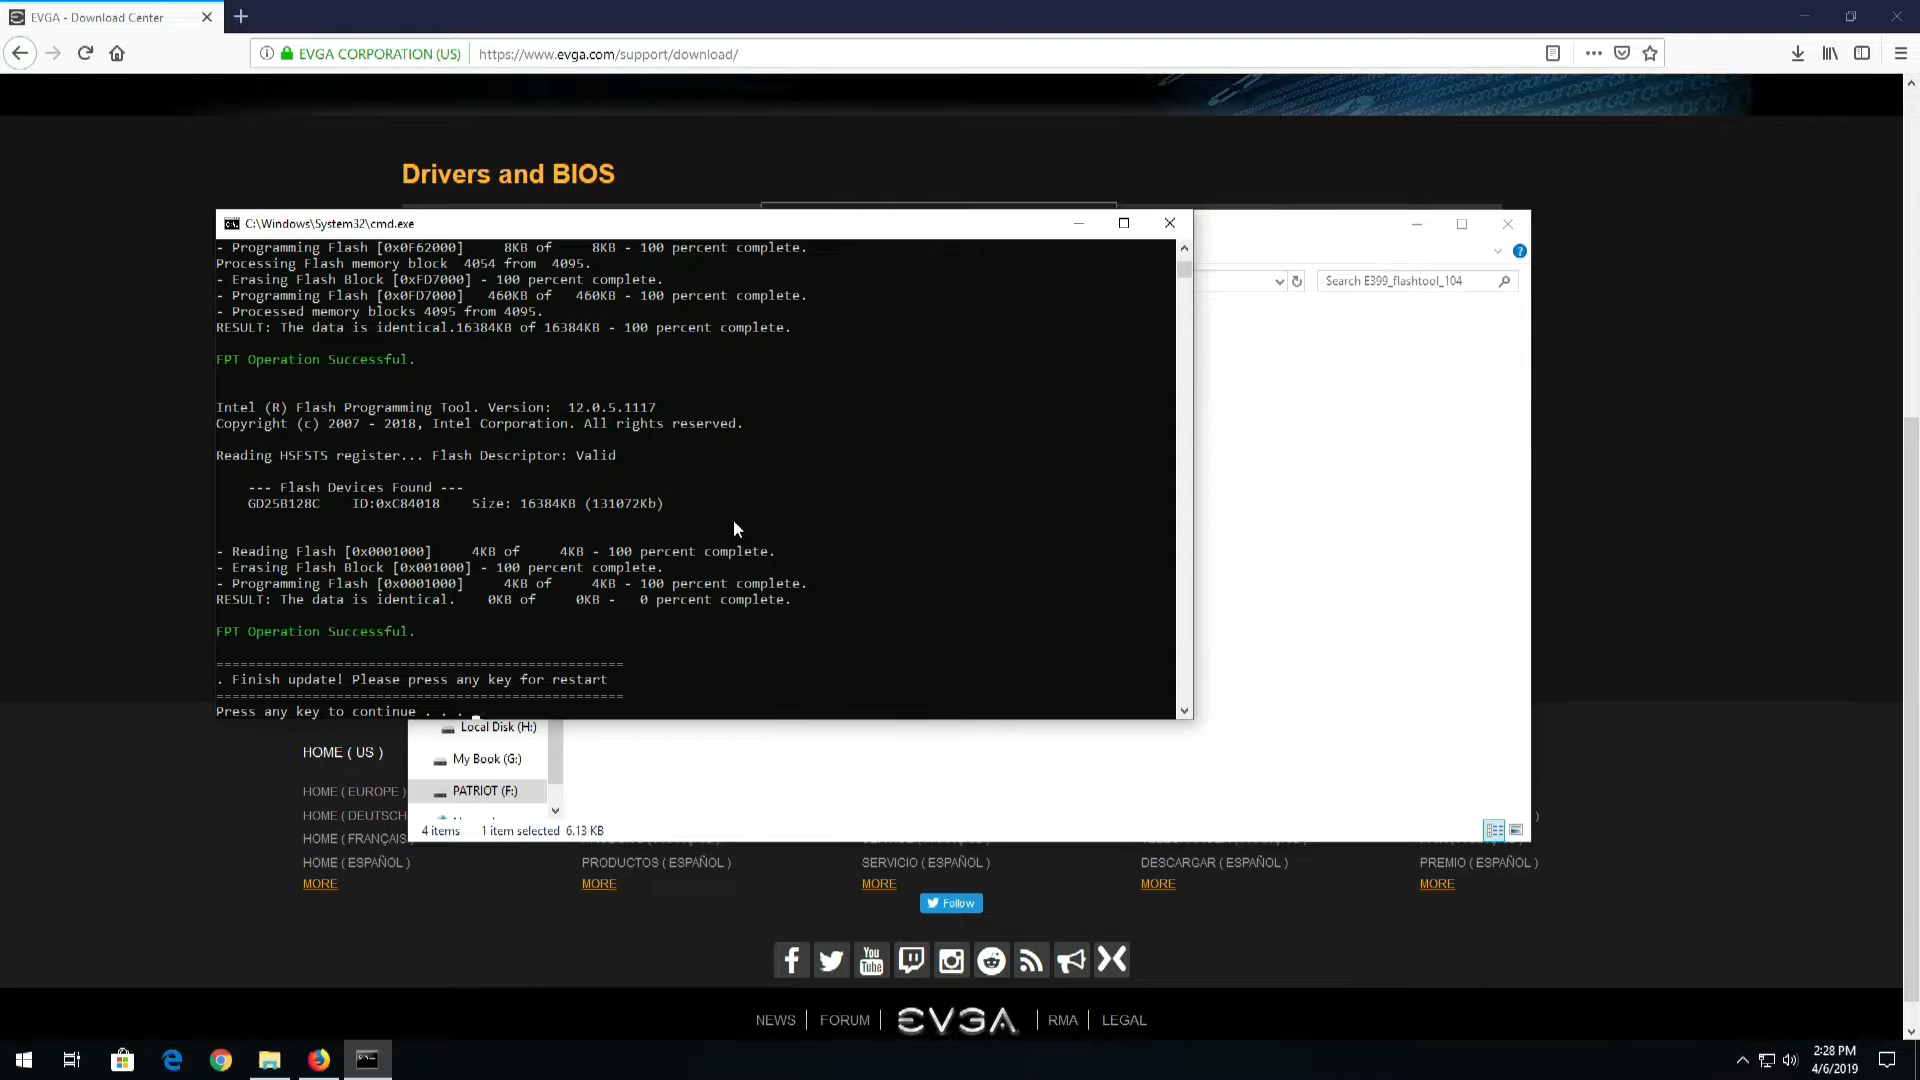 EVGA - Download Center
EVGA CORPORATION (US)
https://www.evga.com/support/download/
Drivers and BIOS
C:\Windows\System32\cmd.exe
- Programming Flash [0x0F62000]     8KB of     8KB - 100 percent complete.
Processing Flash memory block  4054 from  4095.
- Erasing Flash Block [0xFD7000] - 100 percent complete.
- Programming Flash [0x0FD7000]   460KB of   460KB - 100 percent complete.
- Processed memory blocks 4095 from 4095.
RESULT: The data is identical.16384KB of 16384KB - 100 percent complete.
FPT Operation Successful.
Intel (R) Flash Programming Tool. Version:  12.0.5.1117
Copyright (c) 2007 - 2018, Intel Corporation. All rights reserved.
Reading HSFSTS register... Flash Descriptor: Valid
--- Flash Devices Found ---
GD25B128C    ID:0xC84018    Size: 16384KB (131072Kb)
- Reading Flash [0x0001000]     4KB of     4KB - 100 percent complete.
- Erasing Flash Block [0x001000] - 100 percent complete.
- Programming Flash [0x0001000]     4KB of     4KB - 100 percent complete.
RESULT: The data is identical.    0KB of     0KB -   0 percent complete.
FPT Operation Successful.
===================================================
. Finish update! Please press any key for restart
===================================================
Press any key to continue . . .
Search E399_flashtool_104
Local Disk (H:)
My Book (G:)
PATRIOT (F:)
4 items    1 item selected  6.13 KB
HOME ( US )
HOME ( EUROPE )
HOME ( DEUTSCH
HOME ( FRANÇAIS
HOME ( ESPAÑOL )
PRODUCTOS ( ESPAÑOL )
SERVICIO ( ESPAÑOL )
DESCARGAR ( ESPAÑOL )
PREMIO ( ESPAÑOL )
MORE
MORE
MORE
MORE
MORE
Follow
You Tube
NEWS | FORUM | EVGA | RMA | LEGAL
2:28 PM
4/6/2019